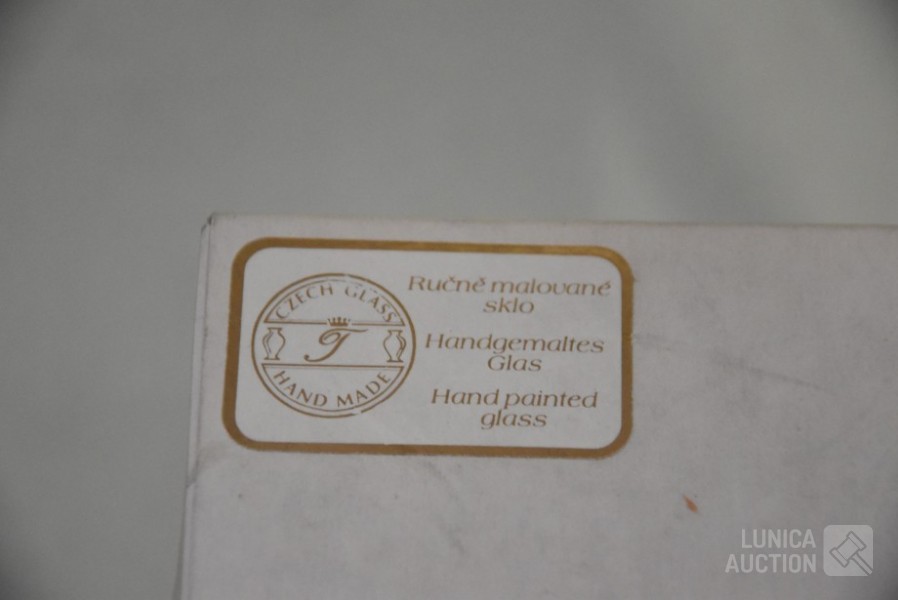 CZECH GLASS
T
HAND MADE
Ručně malované
sklo
Handgemaltes
Glas
Hand painted
glass
LUNICA
AUCTION